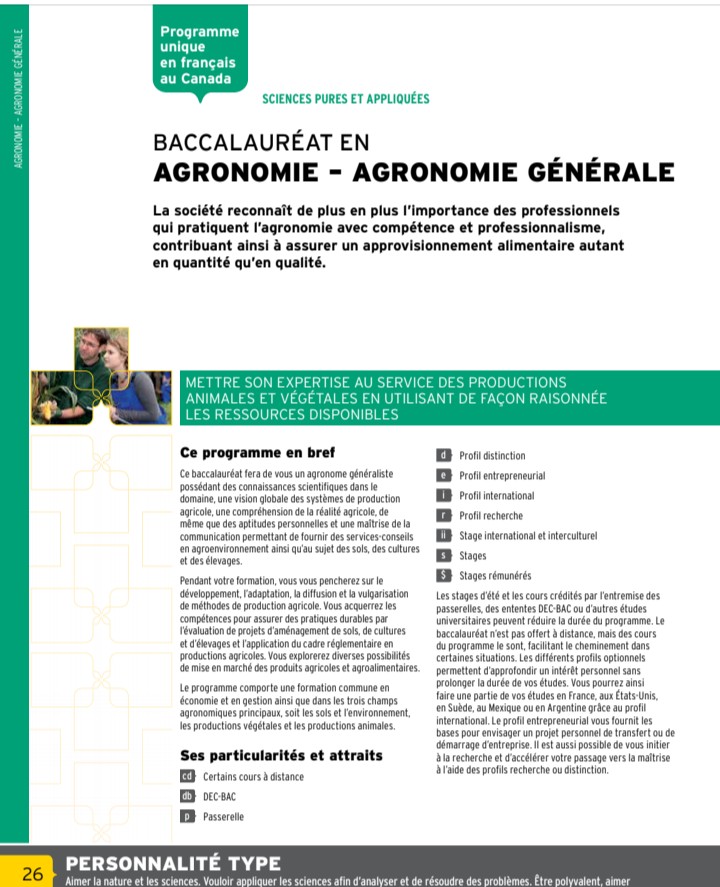 AGRONOMIE – AGRONOMIE GÉNÉRALE
Programme
unique
en français
au Canada
SCIENCES PURES ET APPLIQUÉES
BACCALAURÉAT EN
AGRONOMIE – AGRONOMIE GÉNÉRALE
La société reconnaît de plus en plus l'importance des professionnels
qui pratiquent l'agronomie avec compétence et professionnalisme,
contribuant ainsi à assurer un approvisionnement alimentaire autant
en quantité qu'en qualité.
METTRE SON EXPERTISE AU SERVICE DES PRODUCTIONS
ANIMALES ET VÉGÉTALES EN UTILISANT DE FAÇON RAISONNÉE
LES RESSOURCES DISPONIBLES
Ce programme en bref
Ce baccalauréat fera de vous un agronome généraliste
possédant des connaissances scientifiques dans le
domaine, une vision globale des systèmes de production
agricole, une compréhension de la réalité agricole, de
même que des aptitudes personnelles et une maîtrise de la
communication permettant de fournir des services-conseils
en agroenvironnement ainsi qu'au sujet des sols, des cultures
et des élevages.
Pendant votre formation, vous vous pencherez sur le
développement, l'adaptation, la diffusion et la vulgarisation
de méthodes de production agricole. Vous acquerrez les
compétences pour assurer des pratiques durables par
l'évaluation de projets d'aménagement de sols, de cultures
et d'élevages et l'application du cadre réglementaire en
productions agricoles. Vous explorerez diverses possibilités
de mise en marché des produits agricoles et agroalimentaires.
Le programme comporte une formation commune en
économie et en gestion ainsi que dans les trois champs
agronomiques principaux, soit les sols et l'environnement,
les productions végétales et les productions animales.
Ses particularités et attraits
cd Certains cours à distance
db DEC-BAC
p Passerelle
d Profil distinction
e Profil entrepreneurial
i Profil international
r Profil recherche
ii Stage international et interculturel
s Stages
$ Stages rémunérés
Les stages d'été et les cours crédités par l'entremise des
passerelles, des ententes DEC-BAC ou d'autres études
universitaires peuvent réduire la durée du programme. Le
baccalauréat n'est pas offert à distance, mais des cours
du programme le sont, facilitant le cheminement dans
certaines situations. Les différents profils optionnels
permettent d'approfondir un intérêt personnel sans
prolonger la durée de vos études. Vous pourrez ainsi
faire une partie de vos études en France, aux États-Unis,
en Suède, au Mexique ou en Argentine grâce au profil
international. Le profil entrepreneurial vous fournit les
bases pour envisager un projet personnel de transfert ou de
démarrage d'entreprise. Il est aussi possible de vous initier
à la recherche et d'accélérer votre passage vers la maîtrise
à l'aide des profils recherche ou distinction.
26
PERSONNALITÉ TYPE
Aimer la nature et les sciences. Vouloir appliquer les sciences afin d'analyser et de résoudre des problèmes. Être polyvalent, aimer